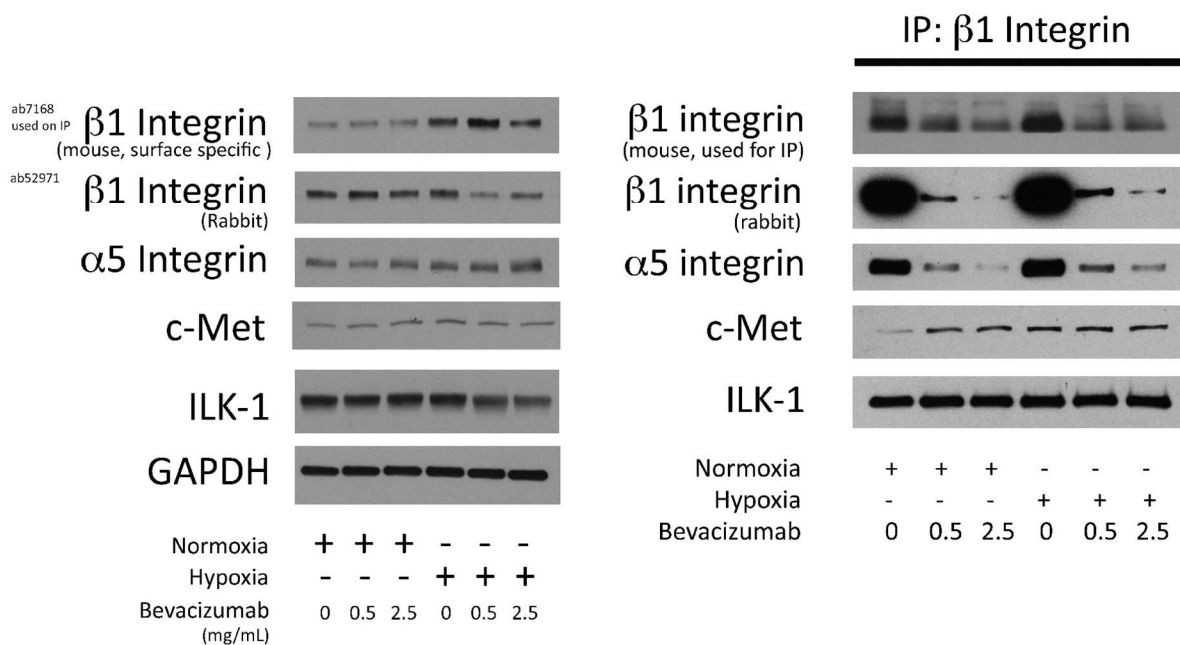 IP: β1 Integrin
ab7168
used on IP
β1 Integrin
(mouse, surface specific )
ab52971
β1 Integrin
(Rabbit)
α5 Integrin
c-Met
ILK-1
GAPDH
Normoxia + + + - - -
Hypoxia - - - + + +
Bevacizumab 0 0.5 2.5 0 0.5 2.5
(mg/mL)
β1 integrin
(mouse, used for IP)
β1 integrin
(rabbit)
α5 integrin
c-Met
ILK-1
Normoxia + + + - - -
Hypoxia - - - + + +
Bevacizumab 0 0.5 2.5 0 0.5 2.5